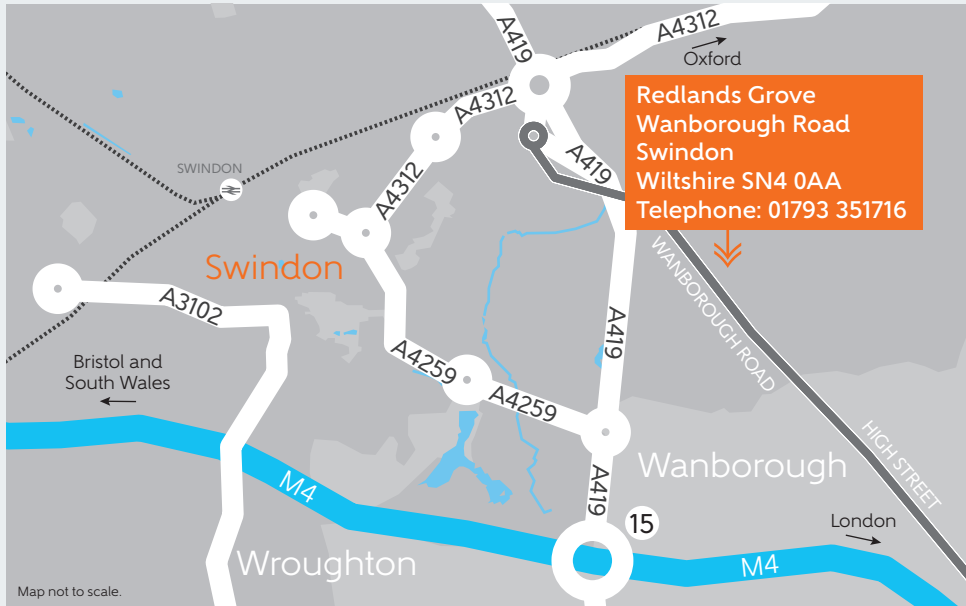 A419
A4312
Oxford
A4312
Redlands Grove
Wanborough Road
Swindon
Wiltshire SN4 0AA
Telephone: 01793 351716
A419
SWINDON
A4312
Swindon
WANBOROUGH ROAD
A3102
A419
Bristol and
South Wales
A4259
A4259
HIGH STREET
Wanborough
M4
A419
15
London
Wroughton
M4
Map not to scale.